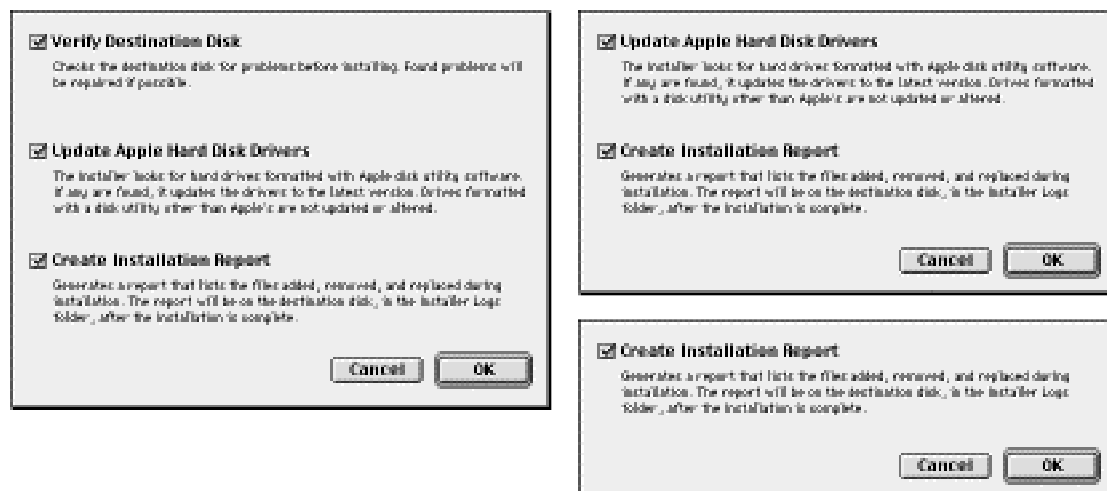 Verify Destination Disk
Checks the destination disk for problems before installing. Found problems will
be repaired if possible.
Update Apple Hard Disk Drivers
The installer looks for hard drives formatted with Apple disk utility software.
If any are found, it updates the drivers to the latest version. Drives formatted
with a disk utility other than Apple's are not updated or altered.
Create Installation Report
Generates a report that lists the files added, removed, and replaced during
installation. The report will be on the destination disk, in the Installer Logs
folder, after the installation is complete.
Cancel OK
Update Apple Hard Disk Drivers
The installer looks for hard drives formatted with Apple disk utility software.
If any are found, it updates the drivers to the latest version. Drives formatted
with a disk utility other than Apple's are not updated or altered.
Create Installation Report
Generates a report that lists the files added, removed, and replaced during
installation. The report will be on the destination disk, in the Installer Logs
folder, after the installation is complete.
Cancel OK
Create Installation Report
Generates a report that lists the files added, removed, and replaced during
installation. The report will be on the destination disk, in the Installer Logs
folder, after the installation is complete.
Cancel OK